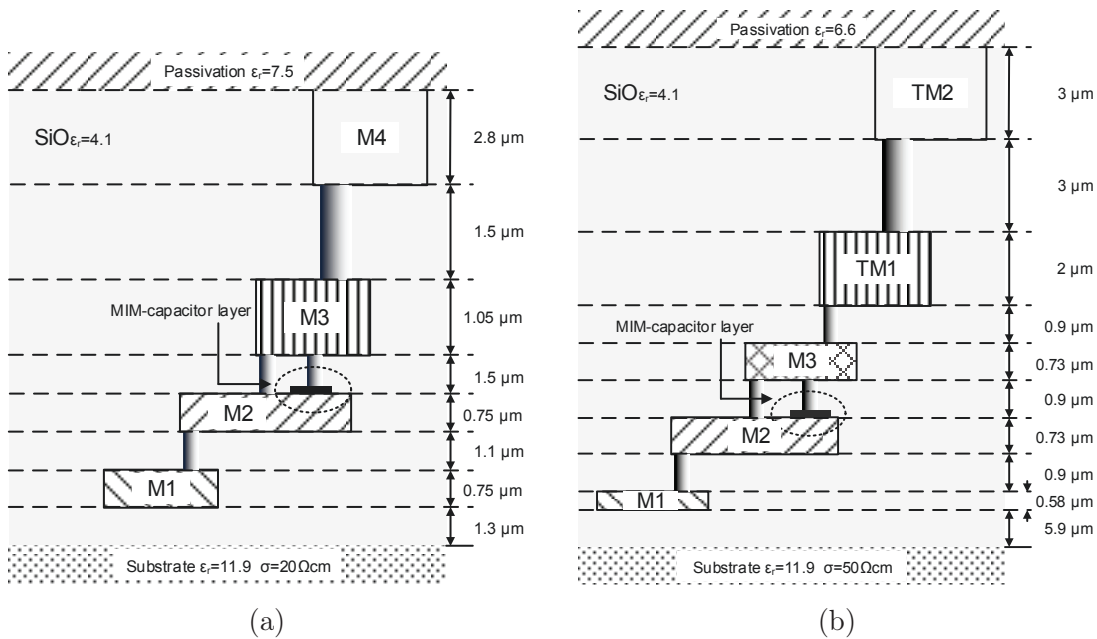 Passivation εr=7.5
SiOεr=4.1
M4
2.8 µm
1.5 µm
MIM-capacitor layer
M3
1.05 µm
1.5 µm
M2
0.75 µm
1.1 µm
M1
0.75 µm
1.3 µm
Substrate εr=11.9 σ=20Ωcm
(a)
Passivation εr=6.6
SiOεr=4.1
TM2
3 µm
3 µm
TM1
2 µm
MIM-capacitor layer
0.9 µm
M3
0.73 µm
0.9 µm
M2
0.73 µm
0.9 µm
M1
0.58 µm
5.9 µm
Substrate εr=11.9 σ=50Ωcm
(b)